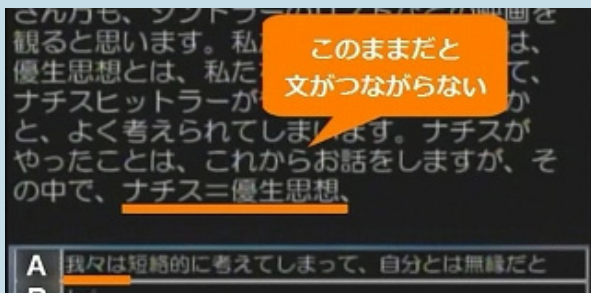 さん方も、シンドラーのリストなどの映画を
観ると思います。私た は、
優生思想とは、私た て、
ナチスヒットラーが か
と、よく考えられてしまいます。ナチスが
やったことは、これからお話をしますが、そ
の中で、ナチス＝優生思想、
このままだと
文がつながらない
A 我々は短絡的に考えてしまって、自分とは無縁だと
B